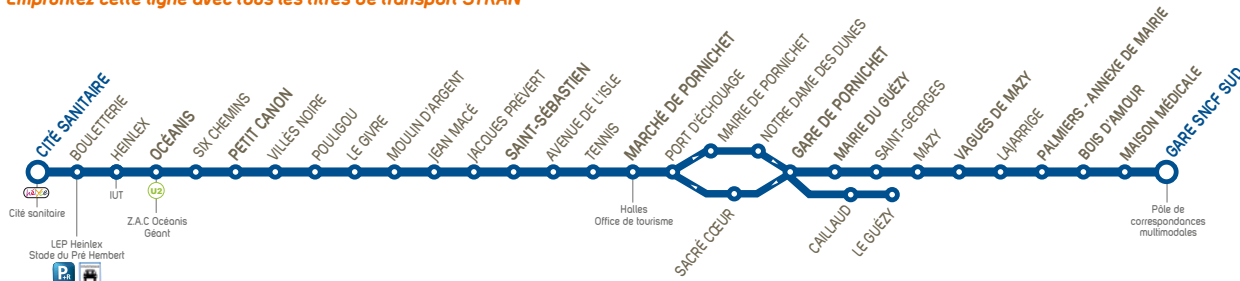 Empruntez cette ligne avec tous les titres de transport STRAN
CITÉ SANITAIRE
BOULETTERIE
HEINLEX
OCÉANIS
SIX CHEMINS
PETIT CANON
VILLÈS NOIRE
POULIGOU
LE GIVRE
MOULIN D'ARGENT
JEAN MACÉ
JACQUES PRÉVERT
SAINT-SÉBASTIEN
AVENUE DE L'ISLE
TENNIS
MARCHÉ DE PORNICHET
PORT D'ÉCHOUAGE
MAIRIE DE PORNICHET
NOTRE DAME DES DUNES
GARE DE PORNICHET
MAIRIE DU GUÉZY
SAINT-GEORGES
MAZY
VAGUES DE MAZY
LAJARRIGE
PALMIERS - ANNEXE DE MAIRIE
BOIS D'AMOUR
MAISON MÉDICALE
GARE SNCF SUD
SACRÉ CŒUR
CAILLAUD
LE GUÉZY
Cité sanitaire
LEP Heinlex
Stade du Pré Hembert
P+R
IUT
U2
Z.A.C Océanis
Géant
Halles
Office de tourisme
Pôle de
correspondances
multimodales